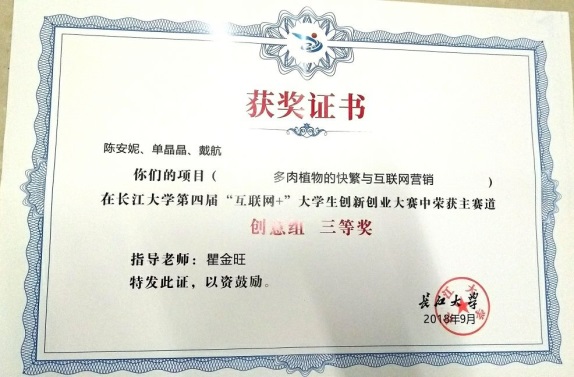 获奖证书
陈安妮、单晶晶、戴航
你们的项目（ 多肉植物的快繁与互联网营销 ）
在长江大学第四届“互联网+”大学生创新创业大赛中荣获主赛道
创意组 三等奖
指导老师：瞿金旺
特发此证，以资鼓励。
长江大学
2018年9月